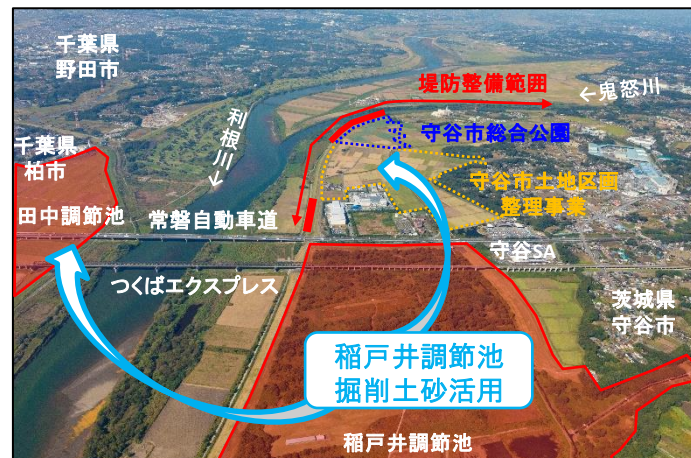 千葉県
野田市
堤防整備範囲
←鬼怒川
利根川→
守谷市総合公園
千葉県
柏市
守谷市土地区画
整理事業
田中調節池
常磐自動車道
守谷SA
つくばエクスプレス
茨城県
守谷市
稲戸井調節池
掘削土砂活用
稲戸井調節池